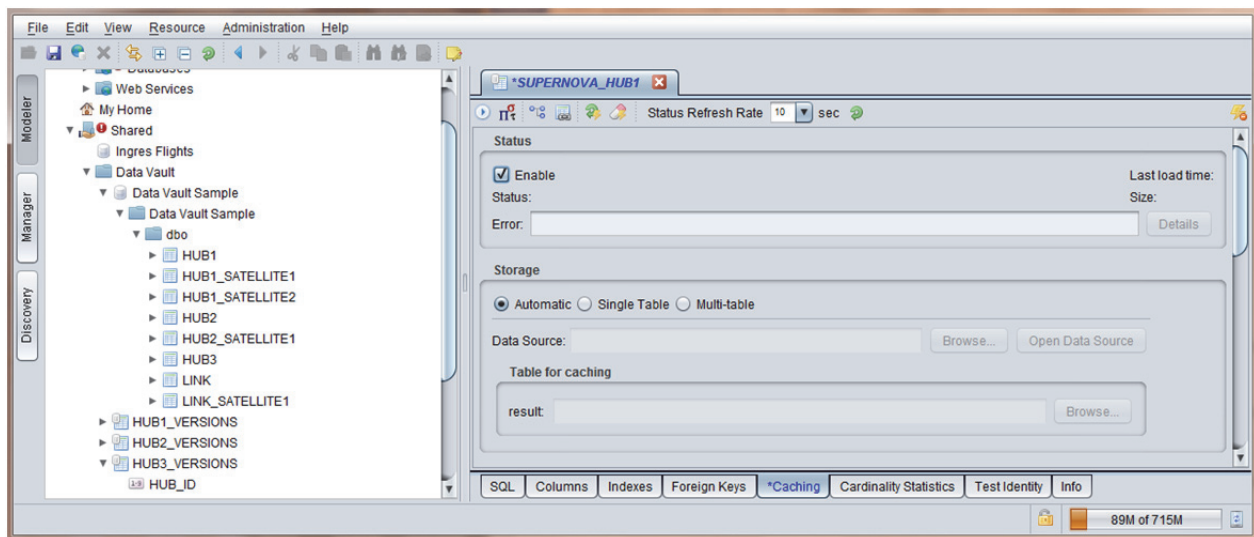 File Edit View Resource Administration Help
Databases
Web Services
My Home
Shared
Ingres Flights
Data Vault
Data Vault Sample
Data Vault Sample
dbo
HUB1
HUB1_SATELLITE1
HUB1_SATELLITE2
HUB2
HUB2_SATELLITE1
HUB3
LINK
LINK_SATELLITE1
HUB1_VERSIONS
HUB2_VERSIONS
HUB3_VERSIONS
HUB_ID
Modeler
Manager
Discovery
*SUPERNOVA_HUB1
Status Refresh Rate 10 sec
Status
Enable Last load time:
Status: Size:
Error: Details
Storage
Automatic Single Table Multi-table
Data Source: Browse... Open Data Source
Table for caching
result: Browse...
SQL Columns Indexes Foreign Keys *Caching Cardinality Statistics Test Identity Info
89M of 715M